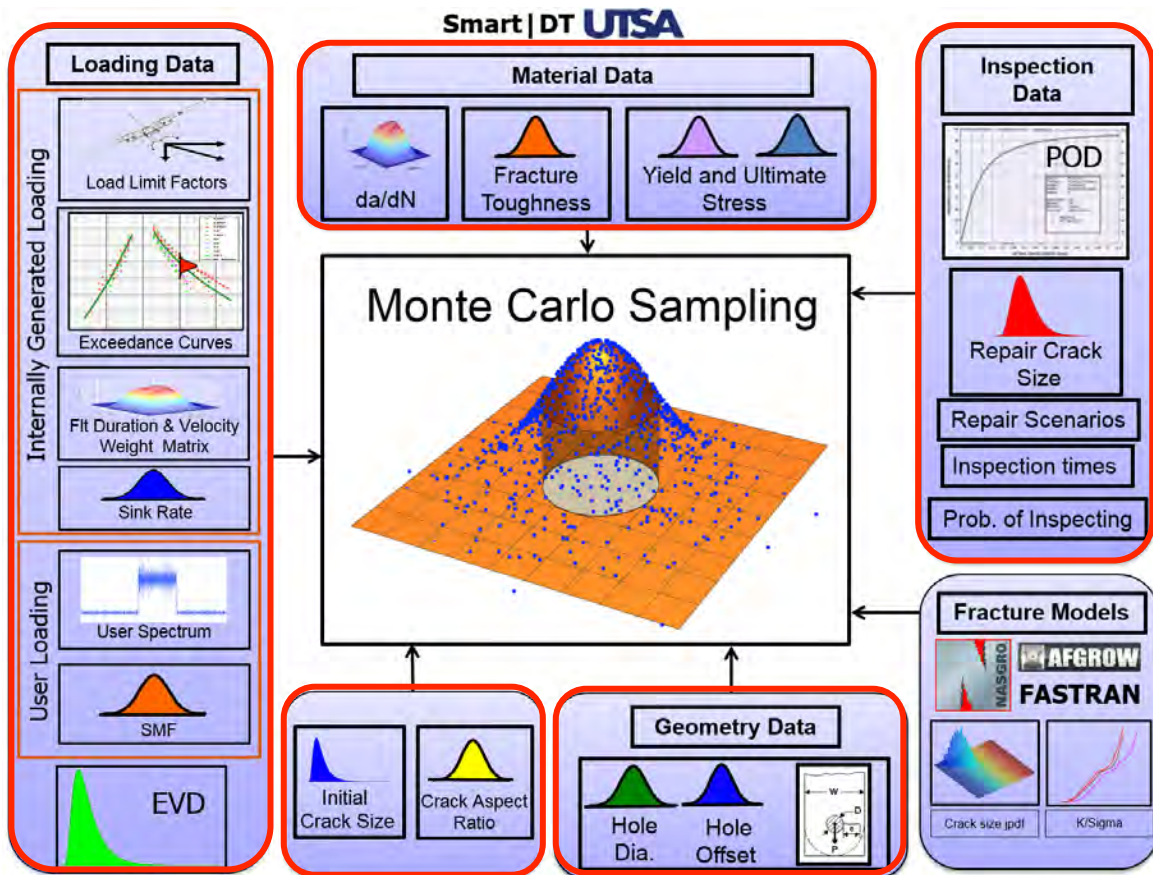 Smart|DT UTSA
Loading Data
Internally Generated Loading
Load Limit Factors
Exceedance Curves
Flt Duration & Velocity
Weight Matrix
Sink Rate
User Loading
User Spectrum
SMF
EVD
Material Data
da/dN
Fracture
Toughness
Yield and Ultimate
Stress
Monte Carlo Sampling
Initial
Crack Size
Crack Aspect
Ratio
Geometry Data
Hole
Dia.
Hole
Offset
W
D
e
P
Inspection
Data
POD
Repair Crack
Size
Repair Scenarios
Inspection times
Prob. of Inspecting
Fracture Models
NASGRO
AFGROW
FASTRAN
Crack size jpdf
K/Sigma